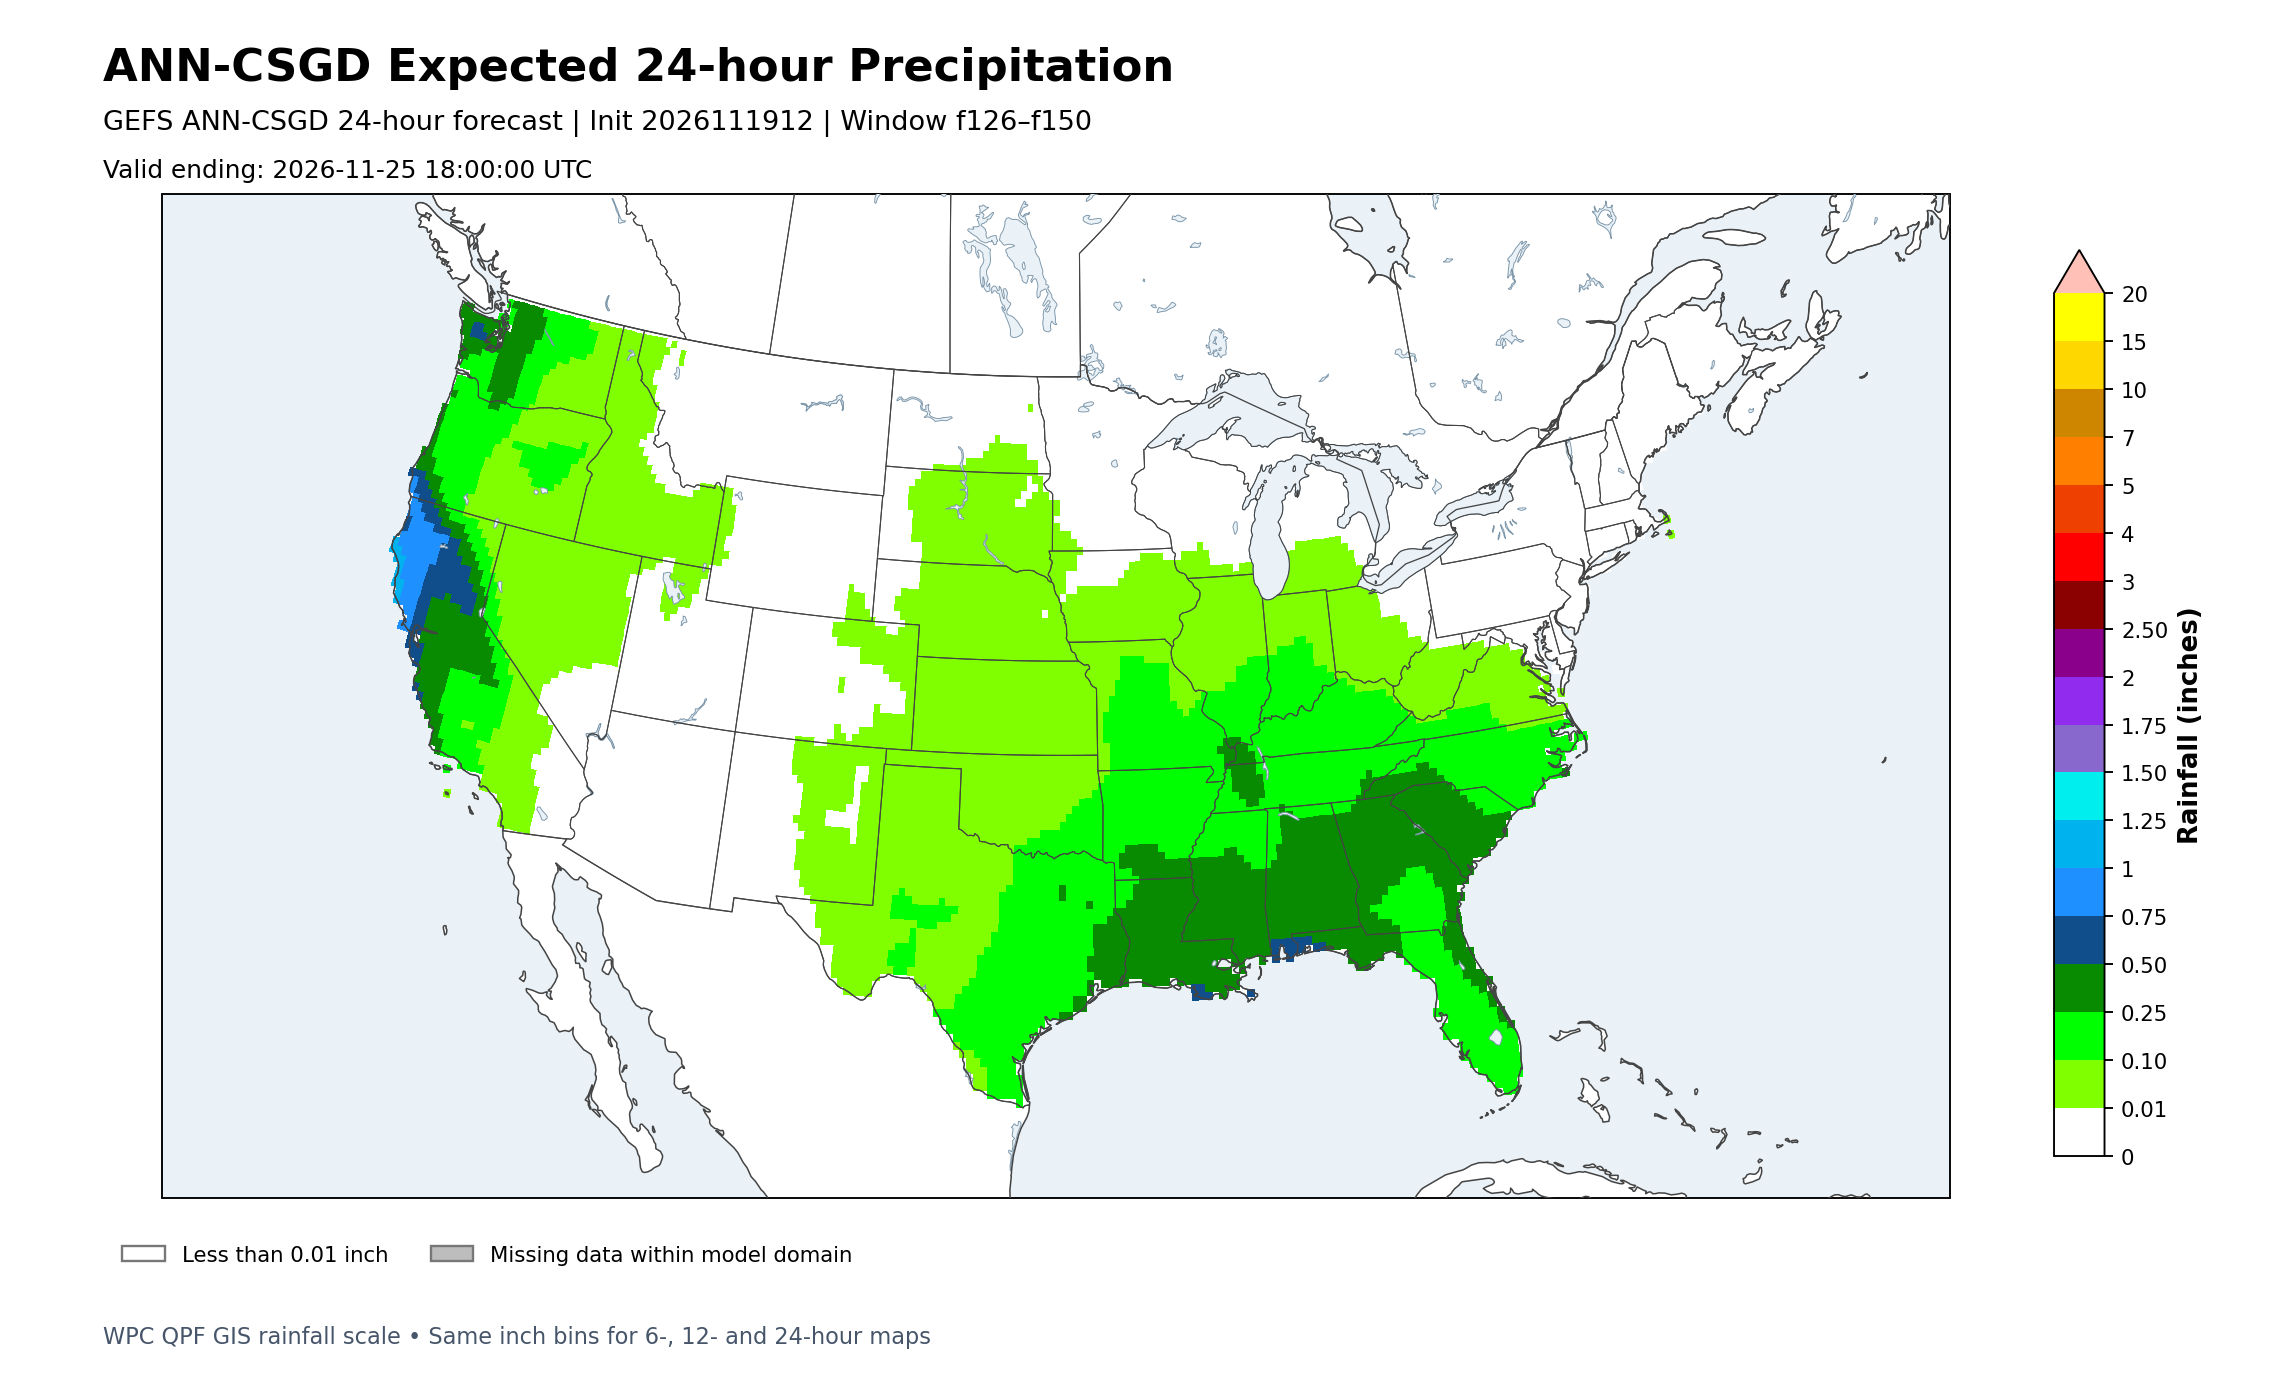 ANN-CSGD Expected 24-hour Precipitation
GEFS ANN-CSGD 24-hour forecast | Init 2026111912 | Window f126–f150
Valid ending: 2026-11-25 18:00:00 UTC
20
15
10
7
5
4
3
2.50
2
1.75
1.50
1.25
1
0.75
0.50
0.25
0.10
0.01
0
Rainfall (inches)
Less than 0.01 inch
Missing data within model domain
WPC QPF GIS rainfall scale • Same inch bins for 6-, 12- and 24-hour maps